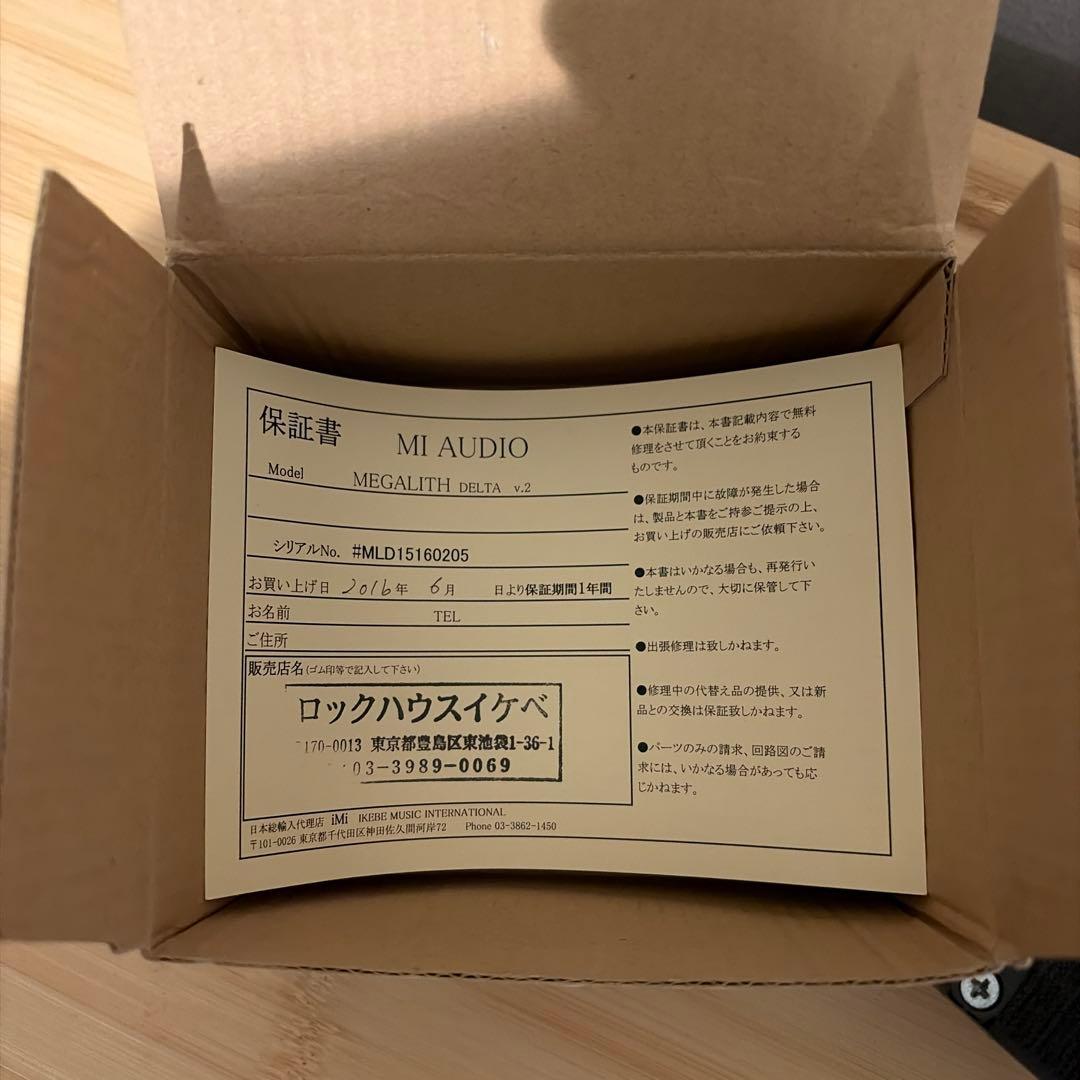 保証書
MI AUDIO
Model MEGALITH DELTA v.2
シリアルNo. #MLD15160205
お買い上げ日 2016年 6月 日より保証期間1年間
お名前 TEL
ご住所
販売店名(ゴム印等で記入して下さい)
ロックハウスイケベ
170-0013 東京都豊島区東池袋1-36-1
03-3989-0069
日本総輸入代理店 iMi IKEBE MUSIC INTERNATIONAL
〒101-0026 東京都千代田区神田佐久間河岸72 Phone 03-3862-1450
●本保証書は、本書記載内容で無料
修理をさせて頂くことをお約束する
ものです。
●保証期間中に故障が発生した場合
は、製品と本書をご持参ご提示の上、
お買い上げの販売店にご依頼下さい。
●本書はいかなる場合も、再発行い
たしませんので、大切に保管して下
さい。
●出張修理は致しかねます。
●修理中の代替え品の提供、又は新
品との交換は保証致しかねます。
●パーツのみの請求、回路図のご請
求には、いかなる場合があっても応
じかねます。